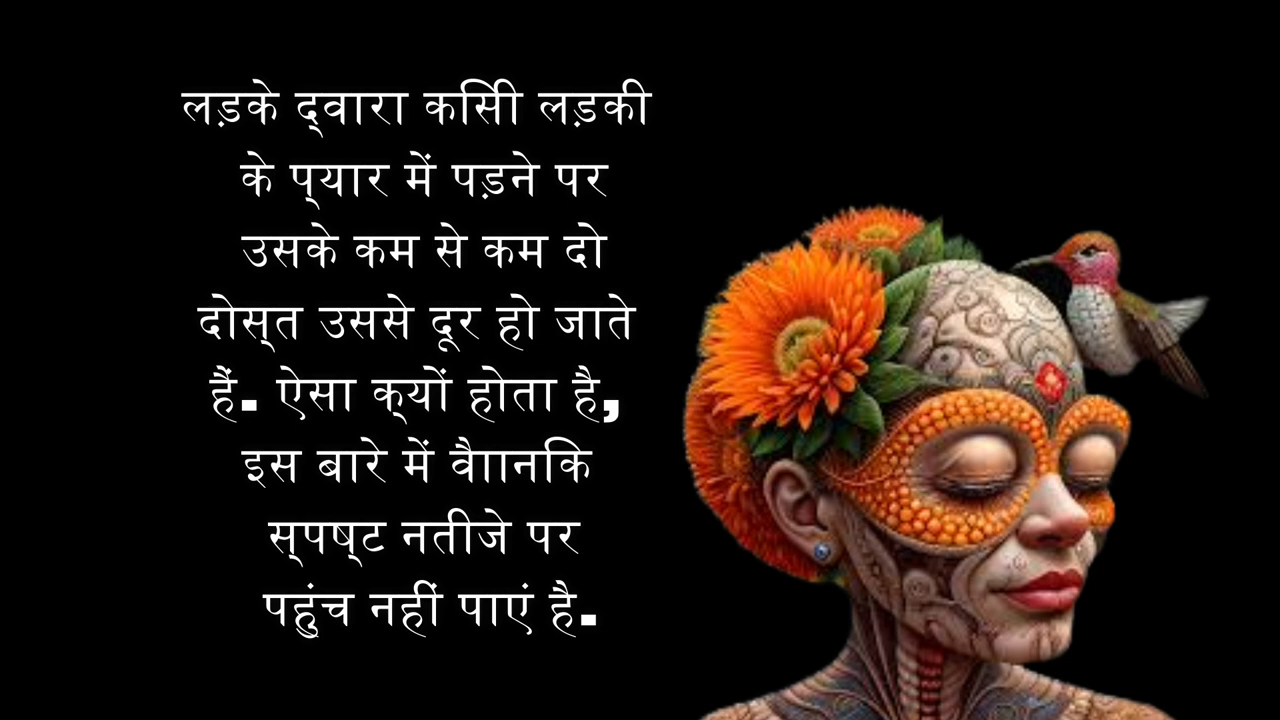 लड़के द्वारा किसी लड़की
के प्यार में पड़ने पर
उसके कम से कम दो
दोस्त उससे दूर हो जाते
हैं. ऐसा क्यों होता है,
इस बारे में वैाानिक
स्पष्ट नतीजे पर
पहुंच नहीं पाएं है.